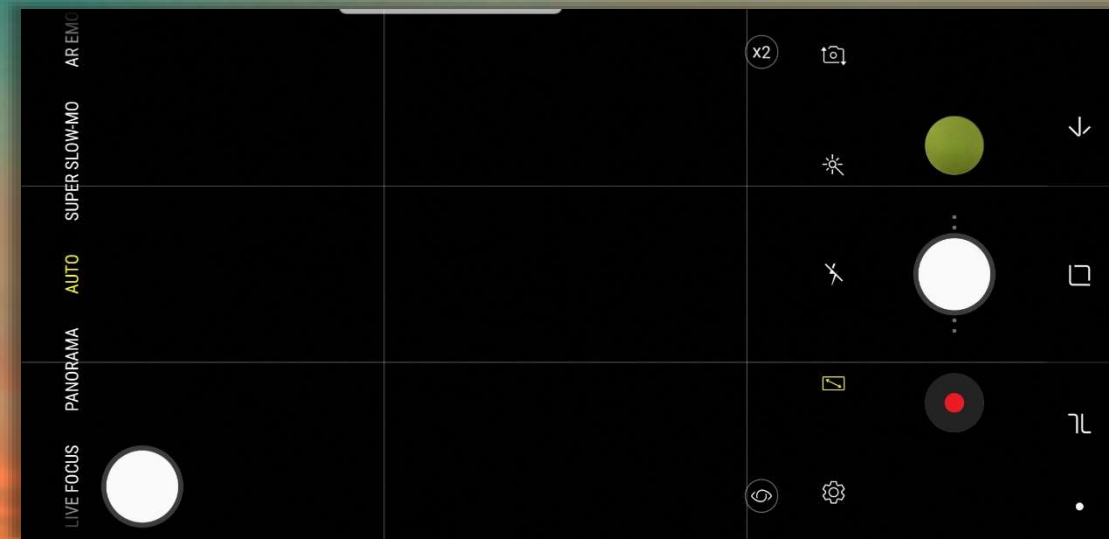 AR EMO
SUPER SLOW-MO
AUTO
PANORAMA
LIVE FOCUS
X2